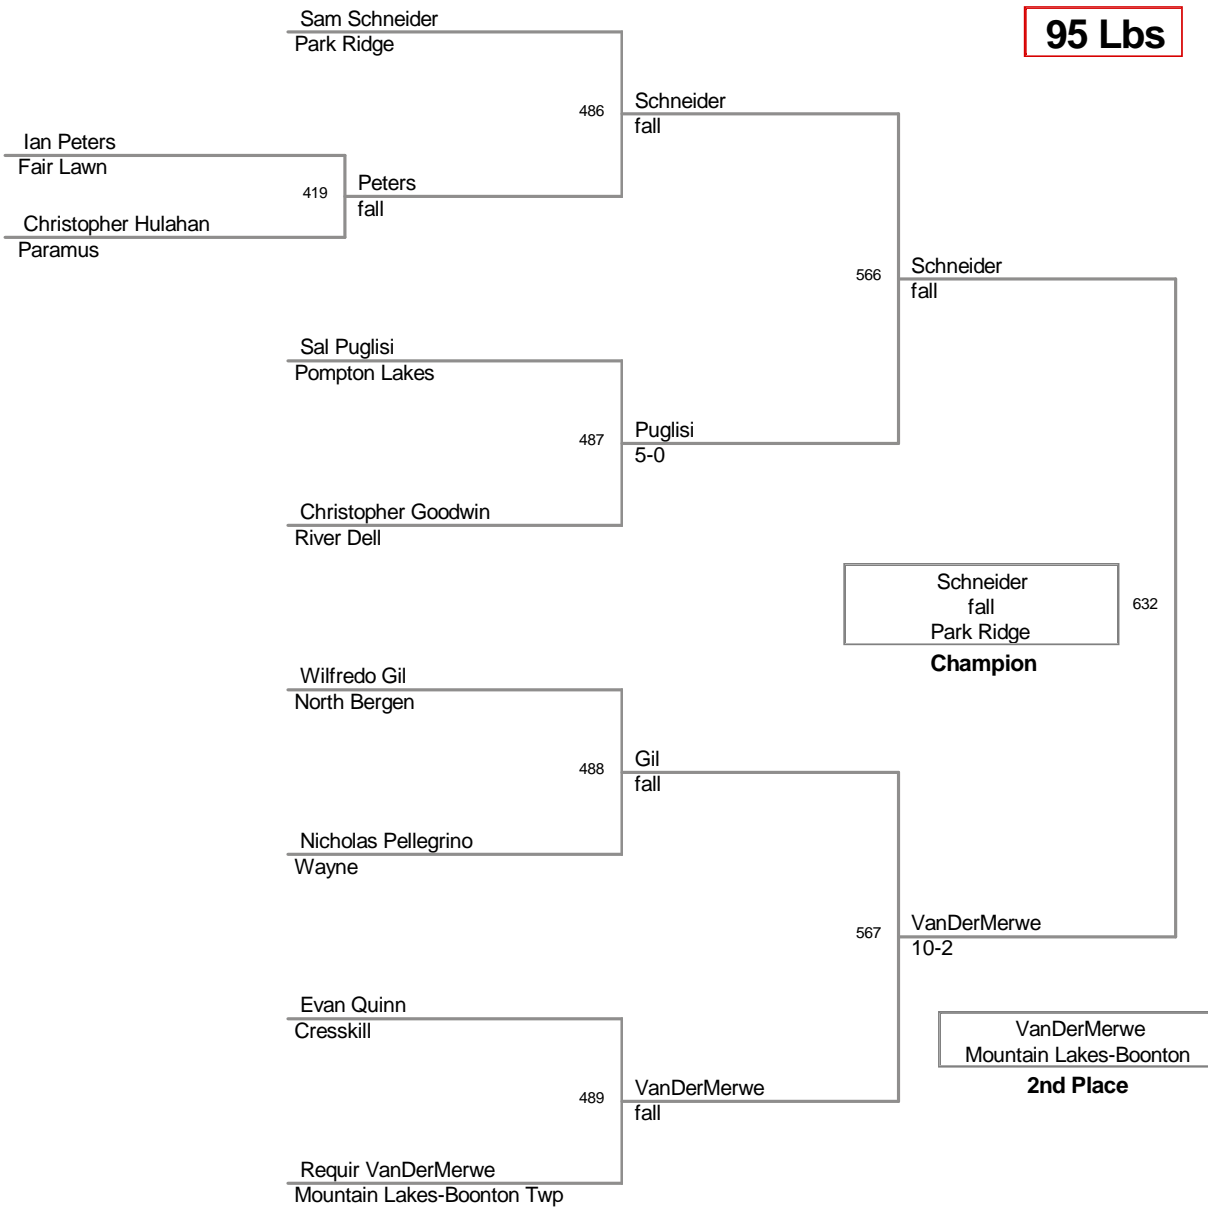 Sam Schneider
Park Ridge
95 Lbs
486
Schneider
fall
Ian Peters
Fair Lawn
419
Peters
fall
Christopher Hulahan
Paramus
566
Schneider
fall
Sal Puglisi
Pompton Lakes
487
Puglisi
5-0
Christopher Goodwin
River Dell
Schneider
fall
Park Ridge
632
Champion
Wilfredo Gil
North Bergen
488
Gil
fall
Nicholas Pellegrino
Wayne
567
VanDerMerwe
10-2
Evan Quinn
Cresskill
VanDerMerwe
Mountain Lakes-Boonton
2nd Place
489
VanDerMerwe
fall
Requir VanDerMerwe
Mountain Lakes-Boonton Twp